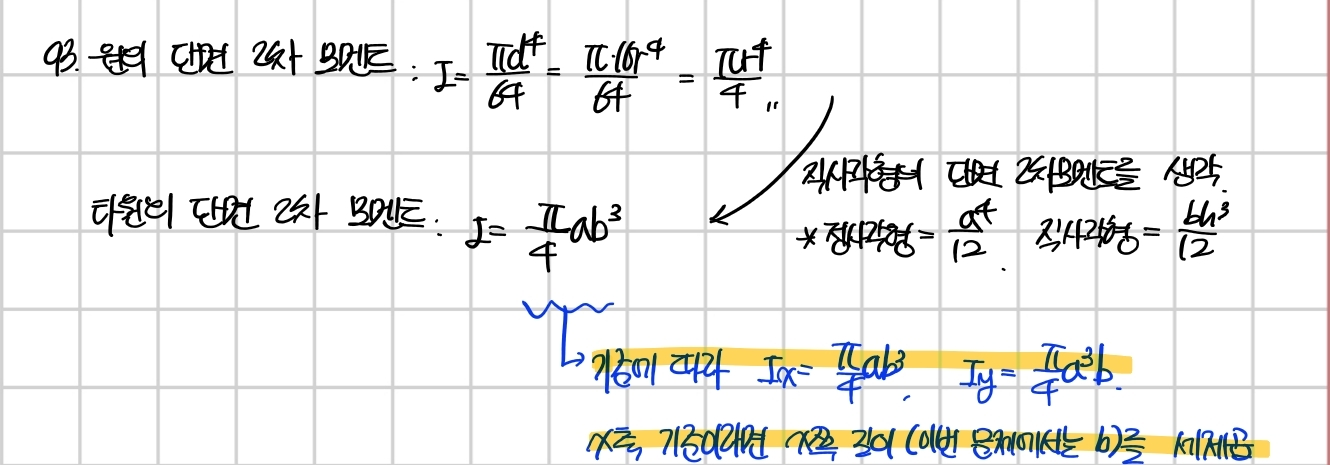 93. 원의 단면 2차 모멘트 : I = πd⁴/64 = π·16r⁴/64 = πr⁴/4 〃
직사각형의 단면 2차모멘트를 생각.
타원의 단면 2차 모멘트 : I = π/4 ab³
* 정사각형 = a⁴/12 . 직사각형 = bh³/12
기준에 따라 Ix = π/4 ab³ , Iy = π/4 a³b.
x축 기준이라면 x쪽 길이 (이번 문제에서는 b)를 세제곱